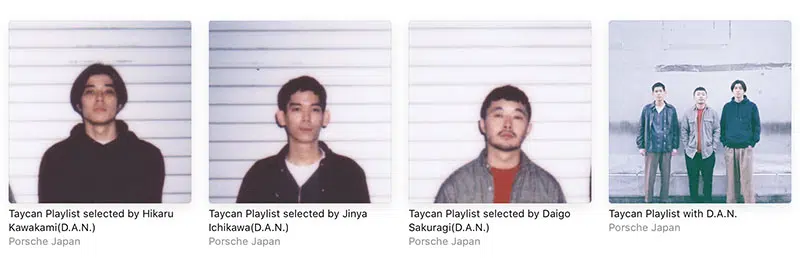 Taycan Playlist selected by Hikaru
Kawakami(D.A.N.)
Porsche Japan
Taycan Playlist selected by Jinya
Ichikawa(D.A.N.)
Porsche Japan
Taycan Playlist selected by Daigo
Sakuragi(D.A.N.)
Porsche Japan
Taycan Playlist with D.A.N.
Porsche Japan